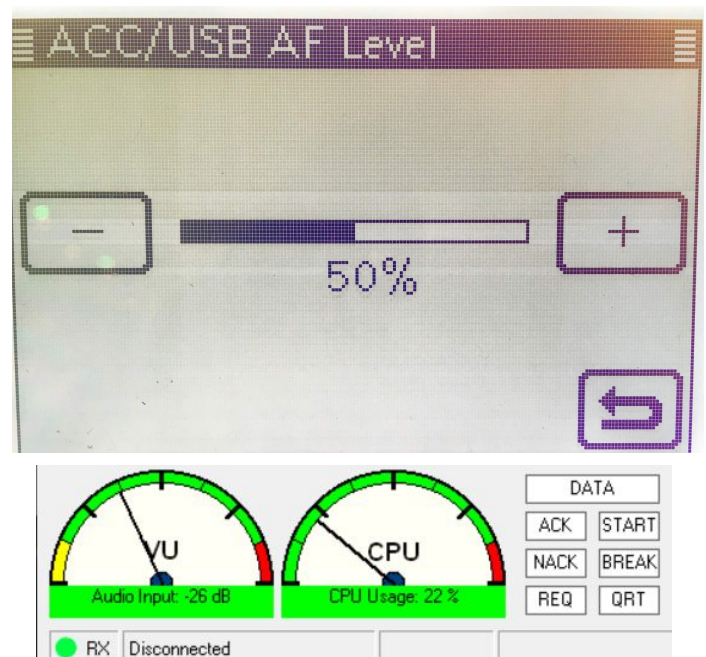 ACC/USB AF Level
−
+
50%
VU
CPU
Audio Input: -26 dB
CPU Usage: 22 %
DATA
ACK
START
NACK
BREAK
REQ
QRT
RX
Disconnected